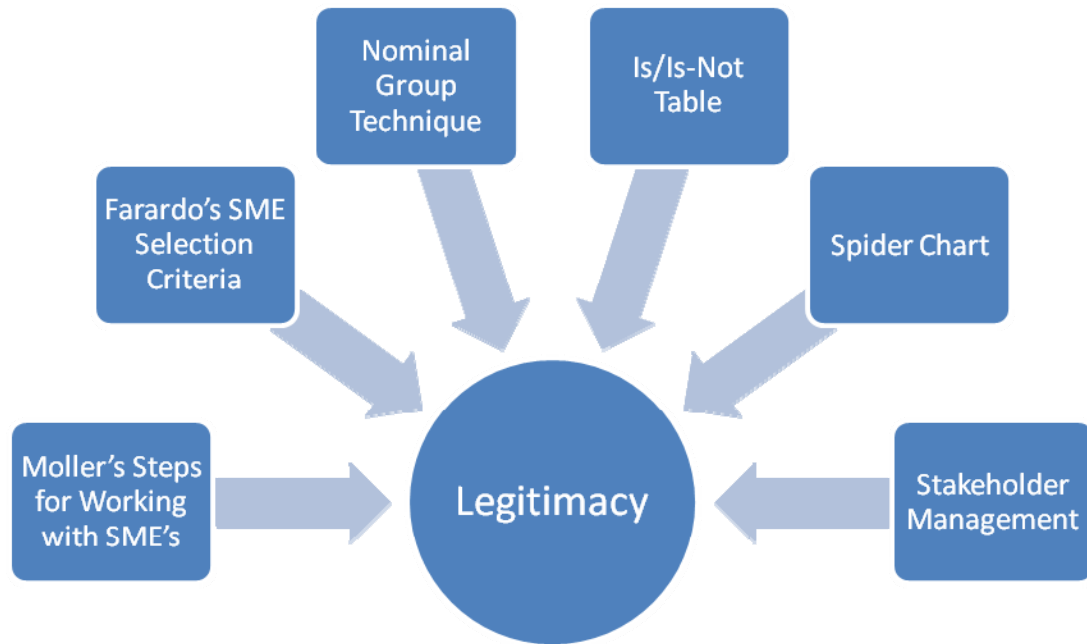 Nominal
Group
Technique
Is/Is-Not
Table
Farardo's SME
Selection
Criteria
Spider Chart
Moller's Steps
for Working
with SME's
Legitimacy
Stakeholder
Management